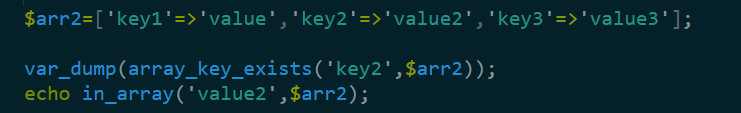 $arr2=['key1'=>'value','key2'=>'value2','key3'=>'value3'];
var_dump(array_key_exists('key2',$arr2));
echo in_array('value2',$arr2);